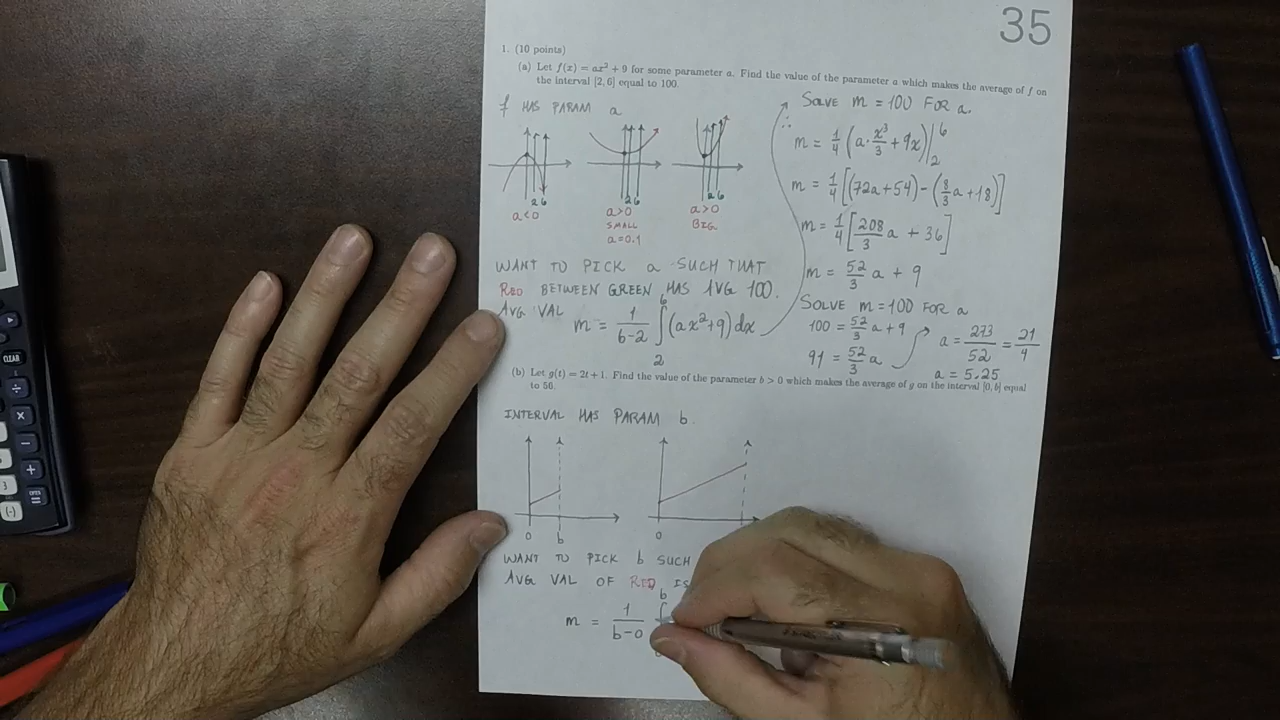 35
1. (10 points)
(a) Let f(x) = ax² + 9 for some parameter a. Find the value of the parameter a which makes the average of f on
the interval [2, 6] equal to 100.
f HAS PARAM a
a 6
a<0
a 6
a>0
SMALL
a=0.1
a 6
a>0
BIG
WANT TO PICK a SUCH THAT
RED BETWEEN GREEN HAS AVG 100.
AVG VAL
m = 1/(6-2) ∫₂⁶ (ax²+9) dx
∴ SOLVE m = 100 FOR a.
m = 1/4 (a·x³/3 + 9x)|₂⁶
m = 1/4 [(72a+54) - (8/3 a + 18)]
m = 1/4 [208/3 a + 36]
m = 52/3 a + 9
SOLVE m = 100 FOR a
100 = 52/3 a + 9
91 = 52/3 a
a = 273/52 = 21/4
a = 5.25
(b) Let g(t) = 2t + 1. Find the value of the parameter b > 0 which makes the average of g on the interval [0, b] equal
to 56.
INTERVAL HAS PARAM b.
0 b
0
WANT TO PICK b SUCH
AVG VAL OF RED IS
m = 1/(b-0) ∫ b
CLEAR
÷
×
−
+
ENTER
=
(-)
3